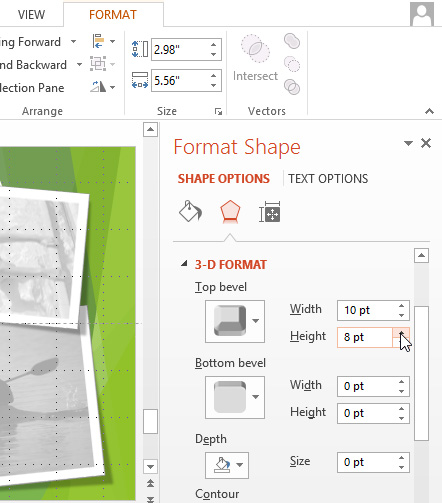 VIEW FORMAT
ing Forward
nd Backward
lection Pane
2.98"
5.56"
Intersect
Arrange Size Vectors
Format Shape
SHAPE OPTIONS TEXT OPTIONS
3-D FORMAT
Top bevel
Width 10 pt
Height 8 pt
Bottom bevel
Width 0 pt
Height 0 pt
Depth
Size 0 pt
Contour